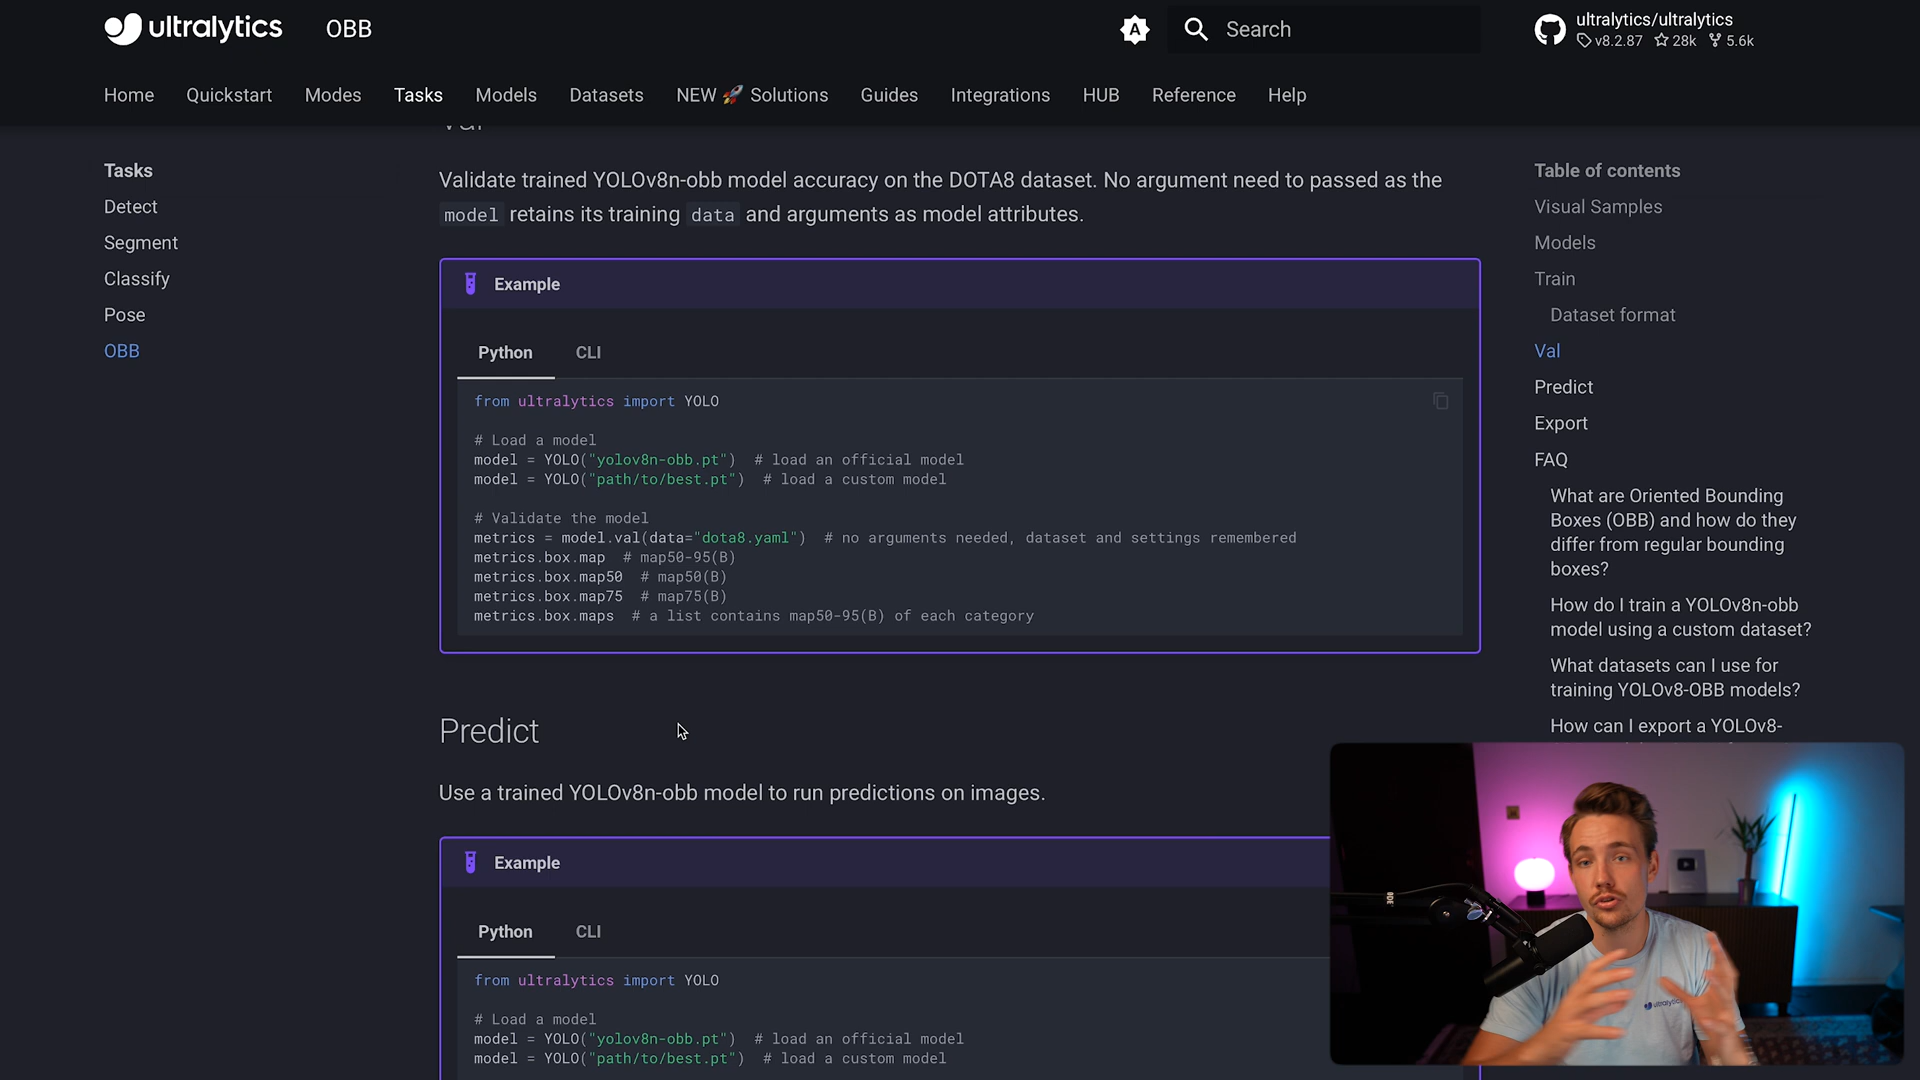 ultralytics
OBB
A
Search
ultralytics/ultralytics
v8.2.87 28k 5.6k
Home
Quickstart
Modes
Tasks
Models
Datasets
NEW 🚀 Solutions
Guides
Integrations
HUB
Reference
Help
Tasks
Detect
Segment
Classify
Pose
OBB
Val
Validate trained YOLOv8n-obb model accuracy on the DOTA8 dataset. No argument need to passed as the
model retains its training data and arguments as model attributes.
Example
Python CLI
from ultralytics import YOLO
# Load a model
model = YOLO("yolov8n-obb.pt")  # load an official model
model = YOLO("path/to/best.pt")  # load a custom model
# Validate the model
metrics = model.val(data="dota8.yaml")  # no arguments needed, dataset and settings remembered
metrics.box.map  # map50-95(B)
metrics.box.map50  # map50(B)
metrics.box.map75  # map75(B)
metrics.box.maps  # a list contains map50-95(B) of each category
Predict
Use a trained YOLOv8n-obb model to run predictions on images.
Example
Python CLI
from ultralytics import YOLO
# Load a model
model = YOLO("yolov8n-obb.pt")  # load an official model
model = YOLO("path/to/best.pt")  # load a custom model
Table of contents
Visual Samples
Models
Train
Dataset format
Val
Predict
Export
FAQ
What are Oriented Bounding
Boxes (OBB) and how do they
differ from regular bounding
boxes?
How do I train a YOLOv8n-obb
model using a custom dataset?
What datasets can I use for
training YOLOv8-OBB models?
How can I export a YOLOv8-
ultralytics